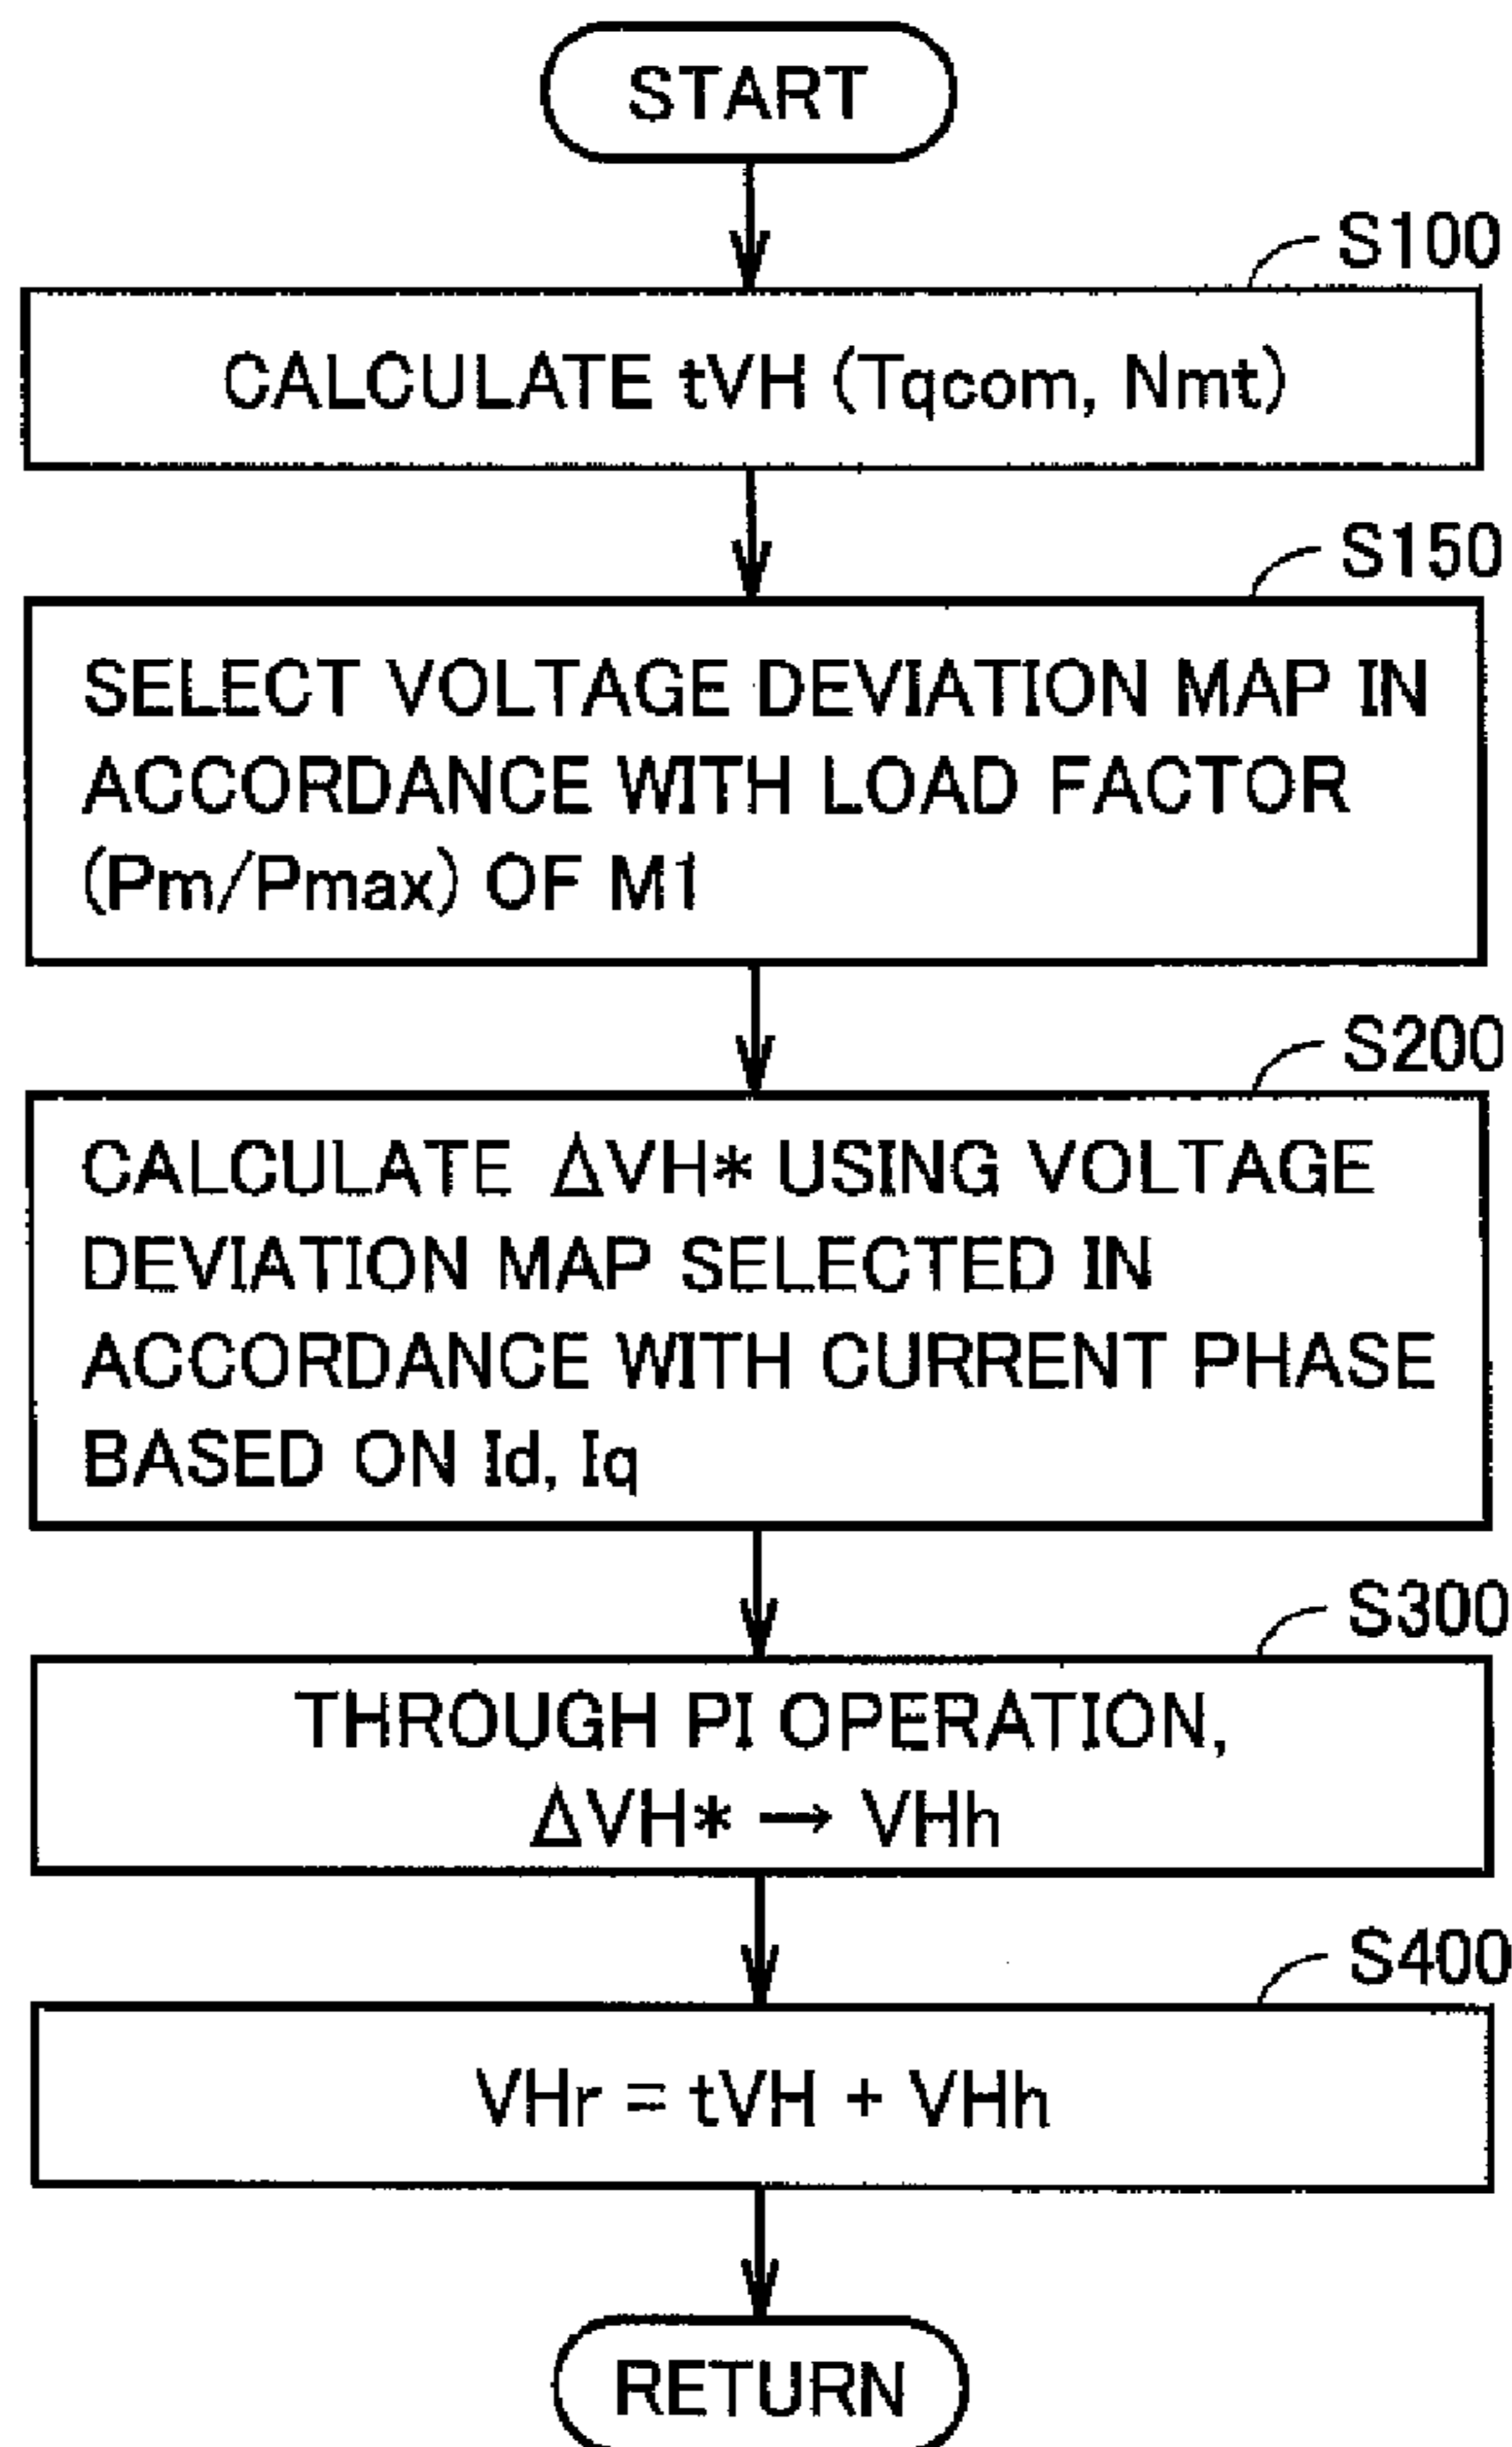 START
S100
CALCULATE tVH (Tqcom, Nmt)
S150
SELECT VOLTAGE DEVIATION MAP IN
ACCORDANCE WITH LOAD FACTOR
(Pm/Pmax) OF M1
S200
CALCULATE ΔVH* USING VOLTAGE
DEVIATION MAP SELECTED IN
ACCORDANCE WITH CURRENT PHASE
BASED ON Id, Iq
S300
THROUGH PI OPERATION,
ΔVH* → VHh
S400
VHr = tVH + VHh
RETURN